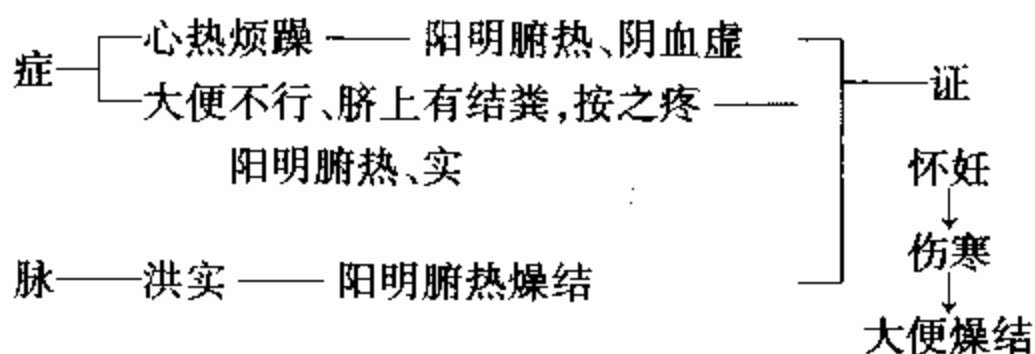 心热烦躁 阳明腑热、阴血虚
症 证
大便不行、脐上有结粪,按之疼
阳明腑热、实 怀妊
伤寒
脉 洪实 阳明腑热燥结
大便燥结